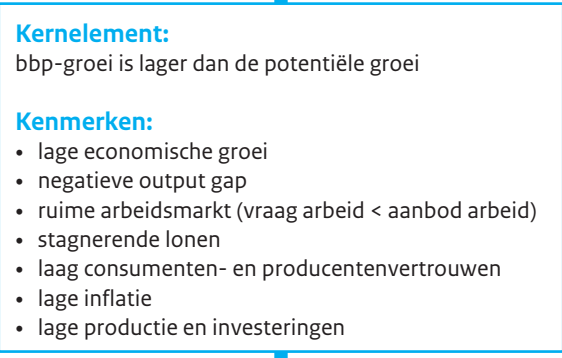 Kernelement:
bbp-groei is lager dan de potentiële groei
Kenmerken:
• lage economische groei
• negatieve output gap
• ruime arbeidsmarkt (vraag arbeid < aanbod arbeid)
• stagnerende lonen
• laag consumenten- en producentenvertrouwen
• lage inflatie
• lage productie en investeringen